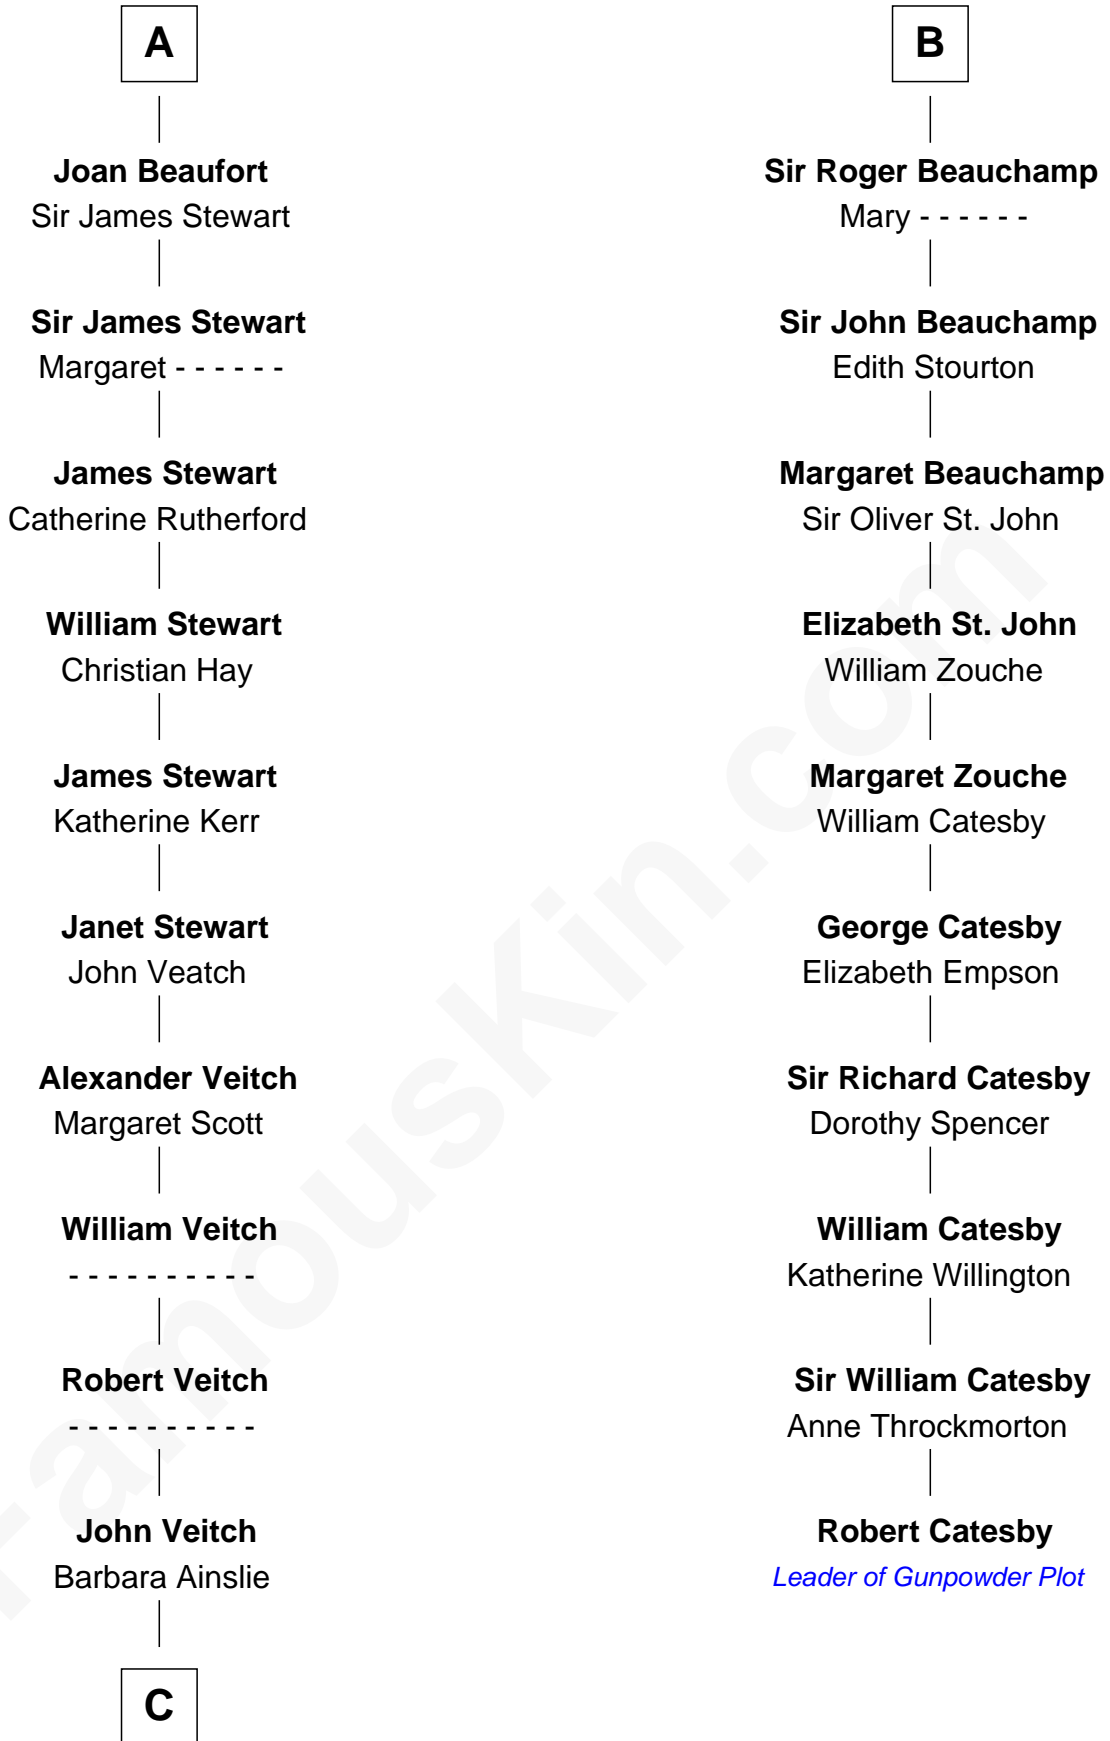 A
Joan Beaufort
Sir James Stewart
Sir James Stewart
Margaret - - - - - -
James Stewart
Catherine Rutherford
William Stewart
Christian Hay
James Stewart
Katherine Kerr
Janet Stewart
John Veatch
Alexander Veitch
Margaret Scott
William Veitch
- - - - - - - - - -
Robert Veitch
- - - - - - - - - -
John Veitch
Barbara Ainslie
C
B
Sir Roger Beauchamp
Mary - - - - - -
Sir John Beauchamp
Edith Stourton
Margaret Beauchamp
Sir Oliver St. John
Elizabeth St. John
William Zouche
Margaret Zouche
William Catesby
George Catesby
Elizabeth Empson
Sir Richard Catesby
Dorothy Spencer
William Catesby
Katherine Willington
Sir William Catesby
Anne Throckmorton
Robert Catesby
Leader of Gunpowder Plot
FamousKin.com